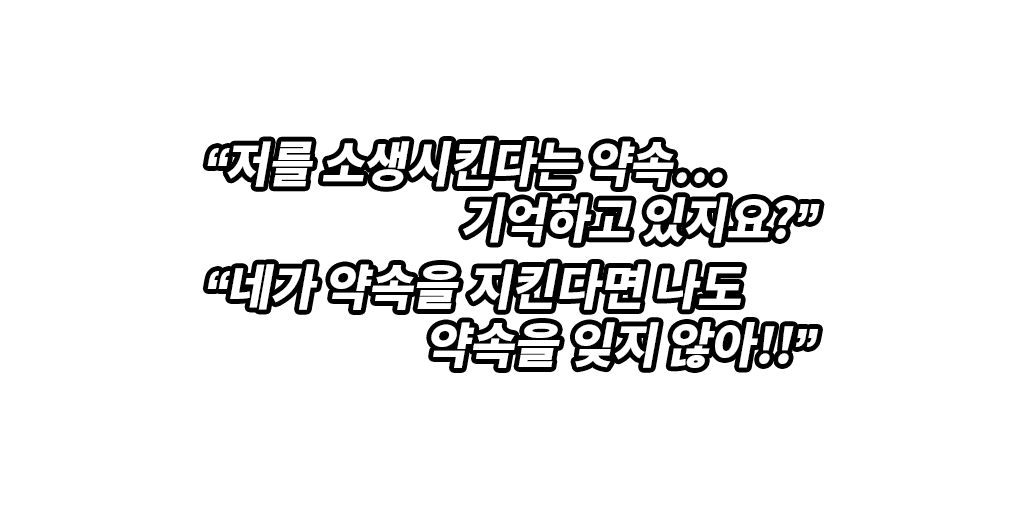 “저를 소생시킨다는 약속...
기억하고 있지요?”
“네가 약속을 지킨다면 나도
약속을 잊지 않아!!”